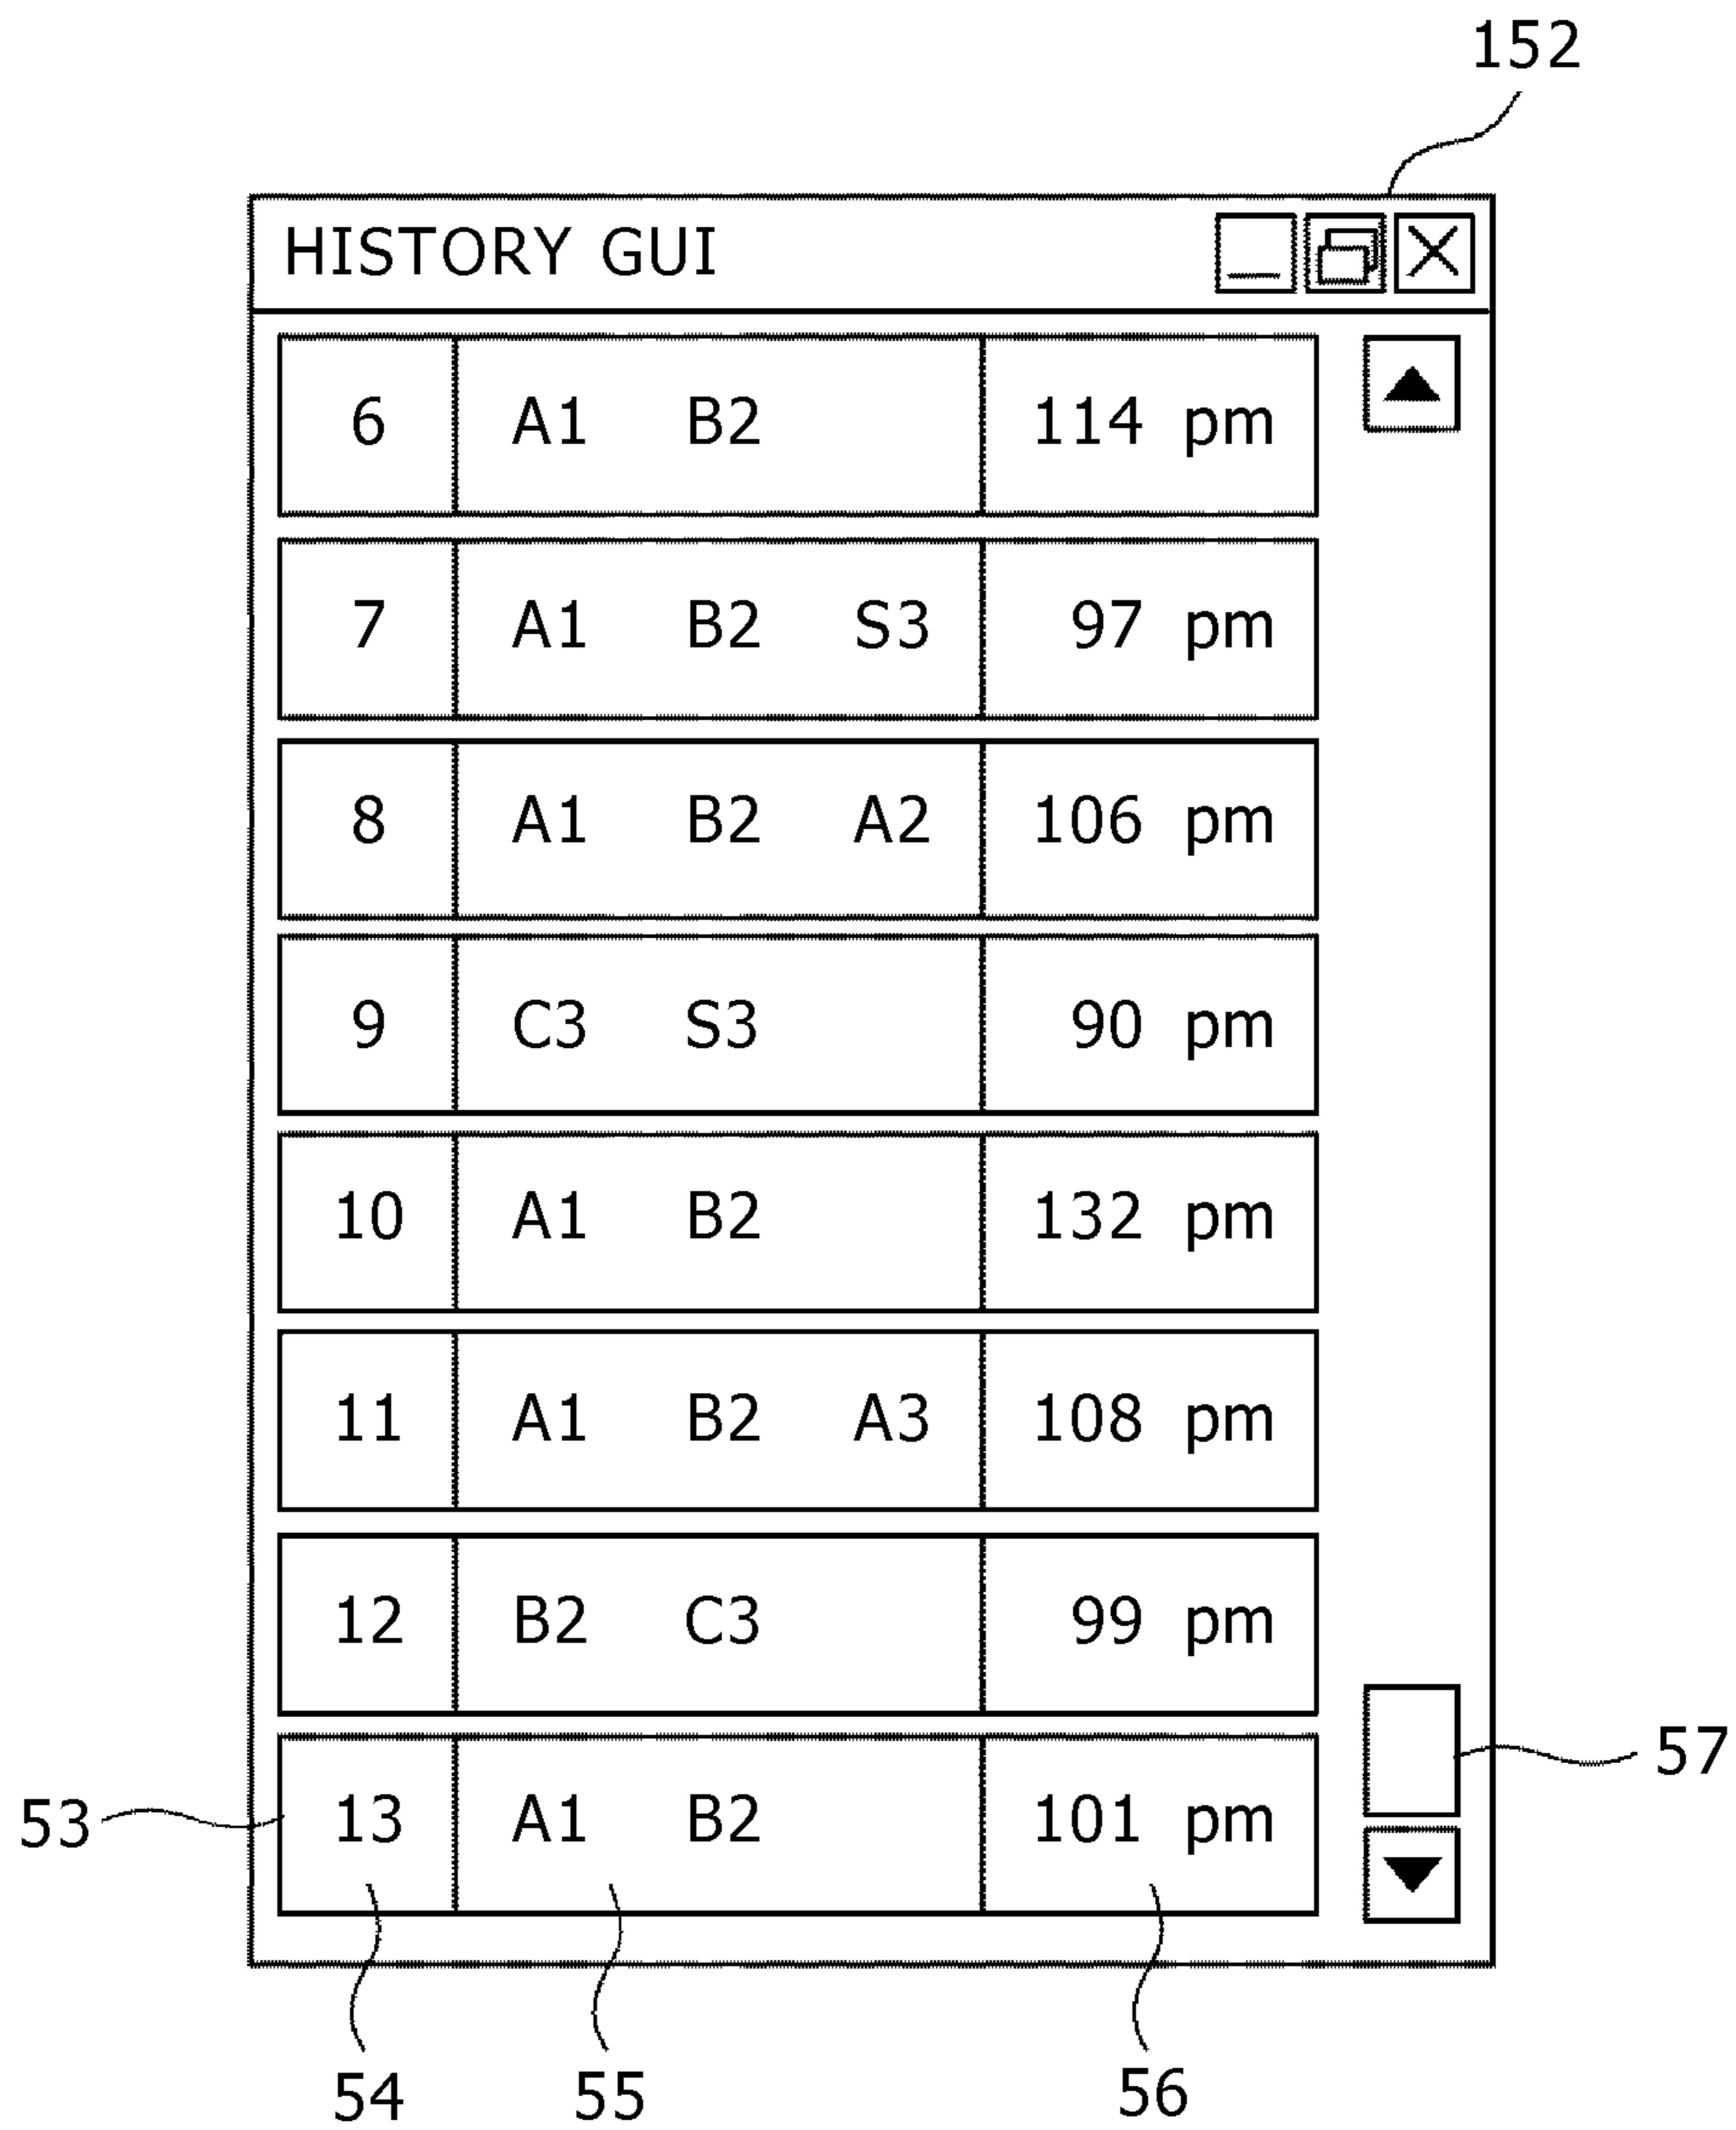 152
HISTORY GUI
6 A1 B2 114 pm
7 A1 B2 S3 97 pm
8 A1 B2 A2 106 pm
9 C3 S3 90 pm
10 A1 B2 132 pm
11 A1 B2 A3 108 pm
12 B2 C3 99 pm
57
53 13 A1 B2 101 pm
54 55 56